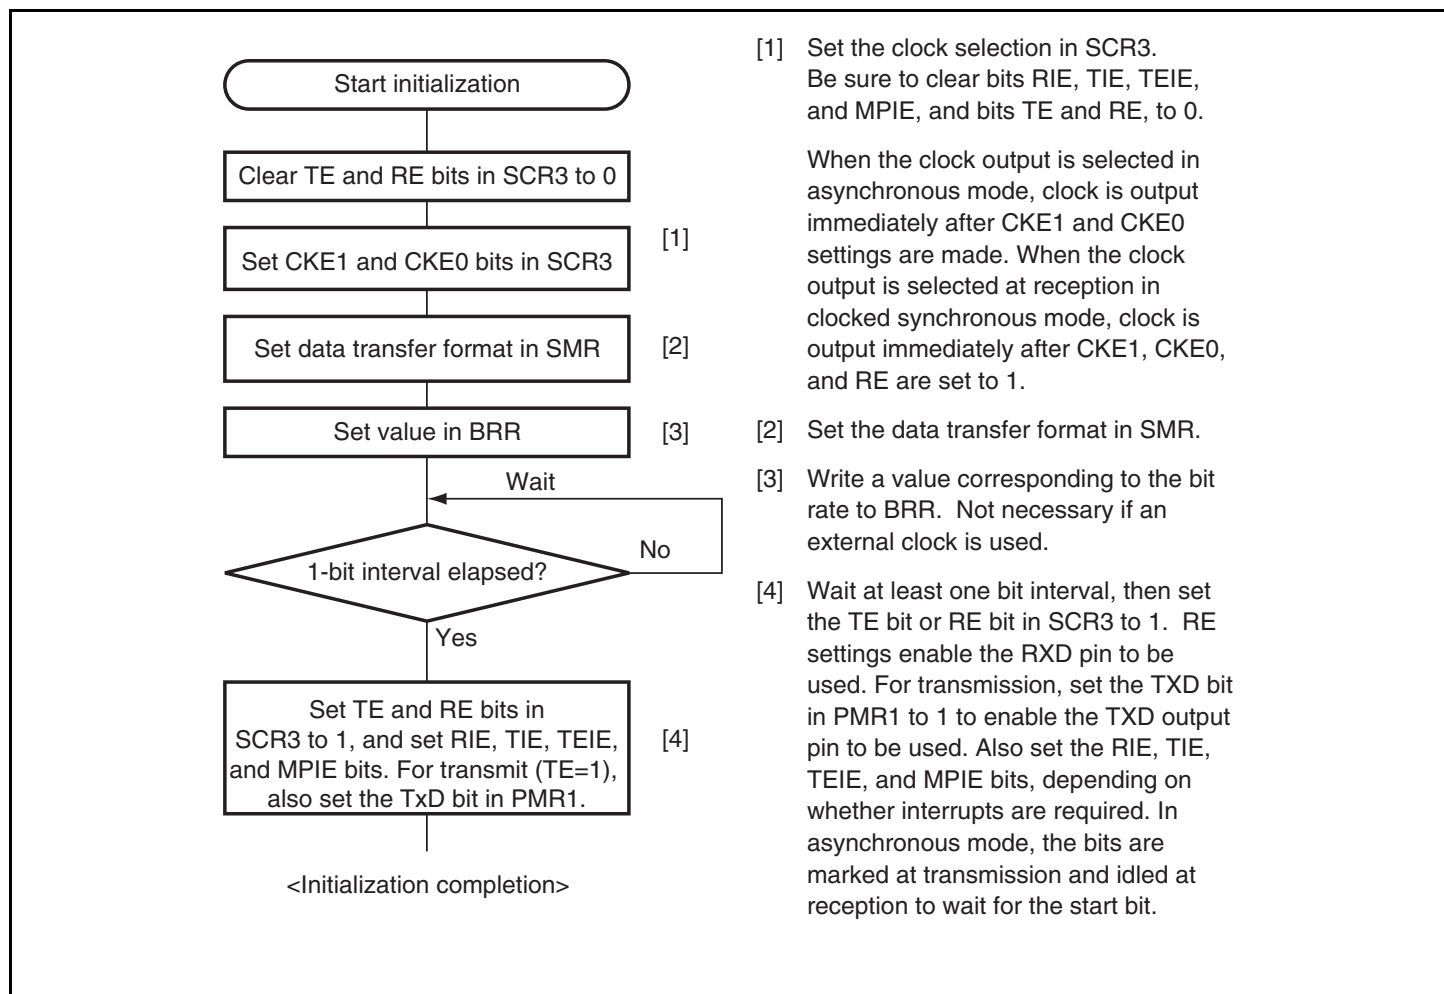 Start initialization
Clear TE and RE bits in SCR3 to 0
[1]
Set CKE1 and CKE0 bits in SCR3
Set data transfer format in SMR
[2]
Set value in BRR
[3]
Wait
No
1-bit interval elapsed?
Yes
Set TE and RE bits in
SCR3 to 1, and set RIE, TIE, TEIE,
and MPIE bits. For transmit (TE=1),
also set the TxD bit in PMR1.
[4]
<Initialization completion>
[1] Set the clock selection in SCR3.
Be sure to clear bits RIE, TIE, TEIE,
and MPIE, and bits TE and RE, to 0.
When the clock output is selected in
asynchronous mode, clock is output
immediately after CKE1 and CKE0
settings are made. When the clock
output is selected at reception in
clocked synchronous mode, clock is
output immediately after CKE1, CKE0,
and RE are set to 1.
[2] Set the data transfer format in SMR.
[3] Write a value corresponding to the bit
rate to BRR.  Not necessary if an
external clock is used.
[4] Wait at least one bit interval, then set
the TE bit or RE bit in SCR3 to 1.  RE
settings enable the RXD pin to be
used. For transmission, set the TXD bit
in PMR1 to 1 to enable the TXD output
pin to be used. Also set the RIE, TIE,
TEIE, and MPIE bits, depending on
whether interrupts are required. In
asynchronous mode, the bits are
marked at transmission and idled at
reception to wait for the start bit.